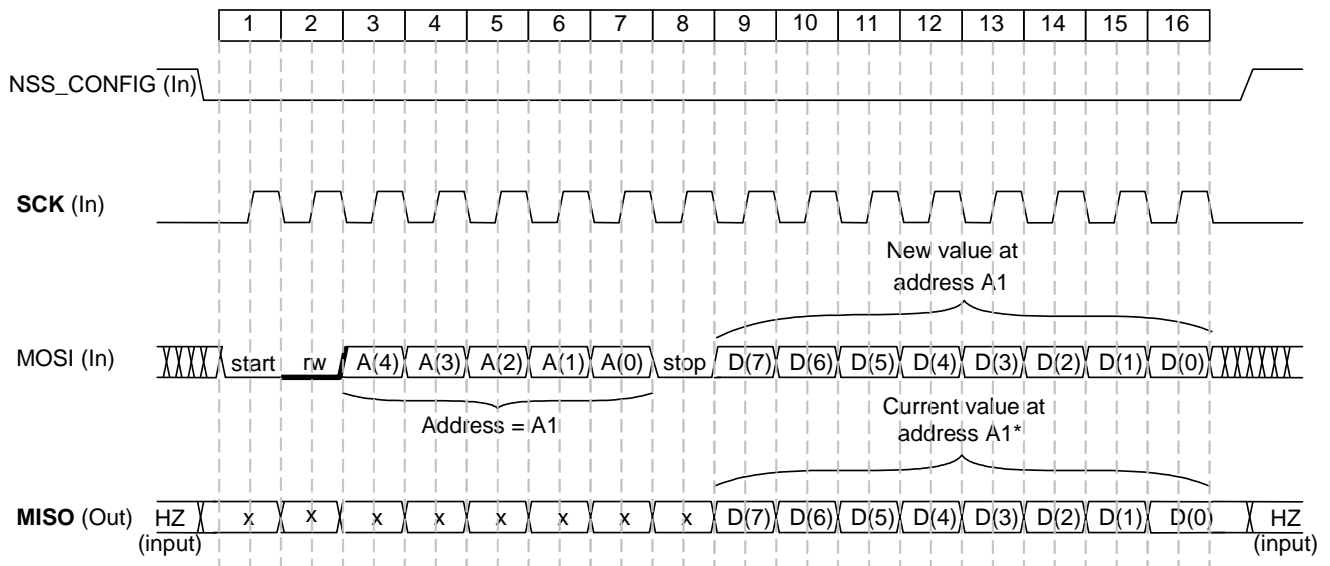 1 2 3 4 5 6 7 8 9 10 11 12 13 14 15 16
NSS_CONFIG (In)
SCK (In)
New value at
address A1
MOSI (In) start rw A(4) A(3) A(2) A(1) A(0) stop D(7) D(6) D(5) D(4) D(3) D(2) D(1) D(0)
Address = A1
Current value at
address A1*
MISO (Out) HZ x x x x x x x x D(7) D(6) D(5) D(4) D(3) D(2) D(1) D(0) HZ
(input) (input)